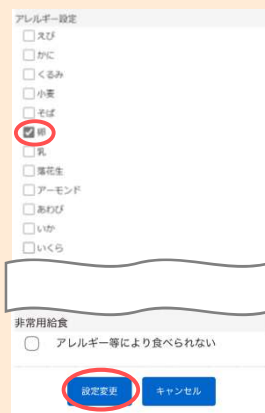 アレルギー設定
えび
かに
くるみ
小麦
そば
卵
乳
落花生
アーモンド
あわび
いか
いくら
非常用給食
アレルギー等により食べられない
設定変更 キャンセル